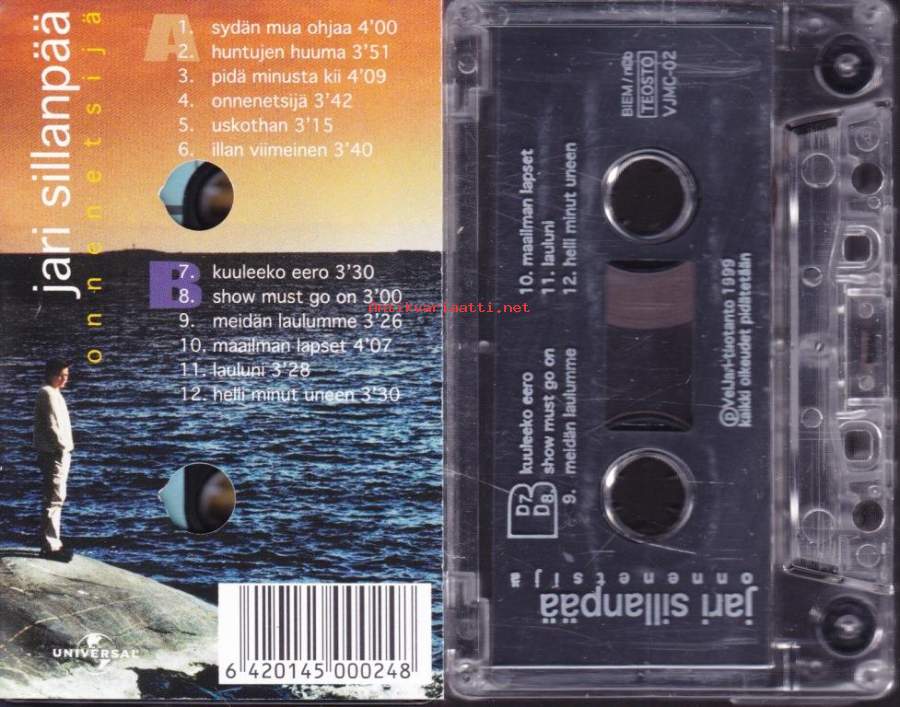 jari sillanpää
onnenetsijä
A
1. sydän mua ohjaa 4'00
2. huntujen huuma 3'51
3. pidä minusta kii 4'09
4. onnenetsijä 3'42
5. uskothan 3'15
6. illan viimeinen 3'40
B
7. kuuleeko eero 3'30
8. show must go on 3'00
9. meidän laulumme 3'26
10. maailman lapset 4'07
11. lauluni 3'28
12. helli minut uneen 3'30
Antikvariaatti.net
UNIVERSAL
6 420145 000248
BIEM/ncb
TEOSTO
VJMC-02
10. maailman lapset
11. lauluni
12. helli minut uneen
B
7. kuuleeko eero
8. show must go on
9. meidän laulumme
Ⓟ VeiJari-tuotanto 1999
kaikki oikeudet pidätetään
onnenetsijä
jari sillanpää